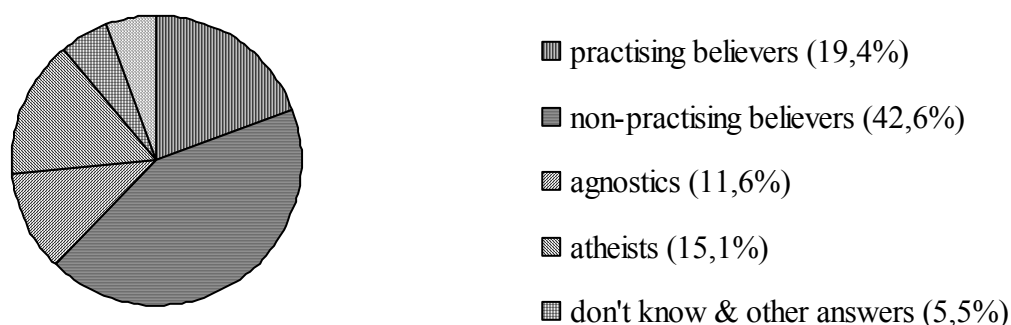 practising believers (19,4%)
non-practising believers (42,6%)
agnostics (11,6%)
atheists (15,1%)
don't know & other answers (5,5%)